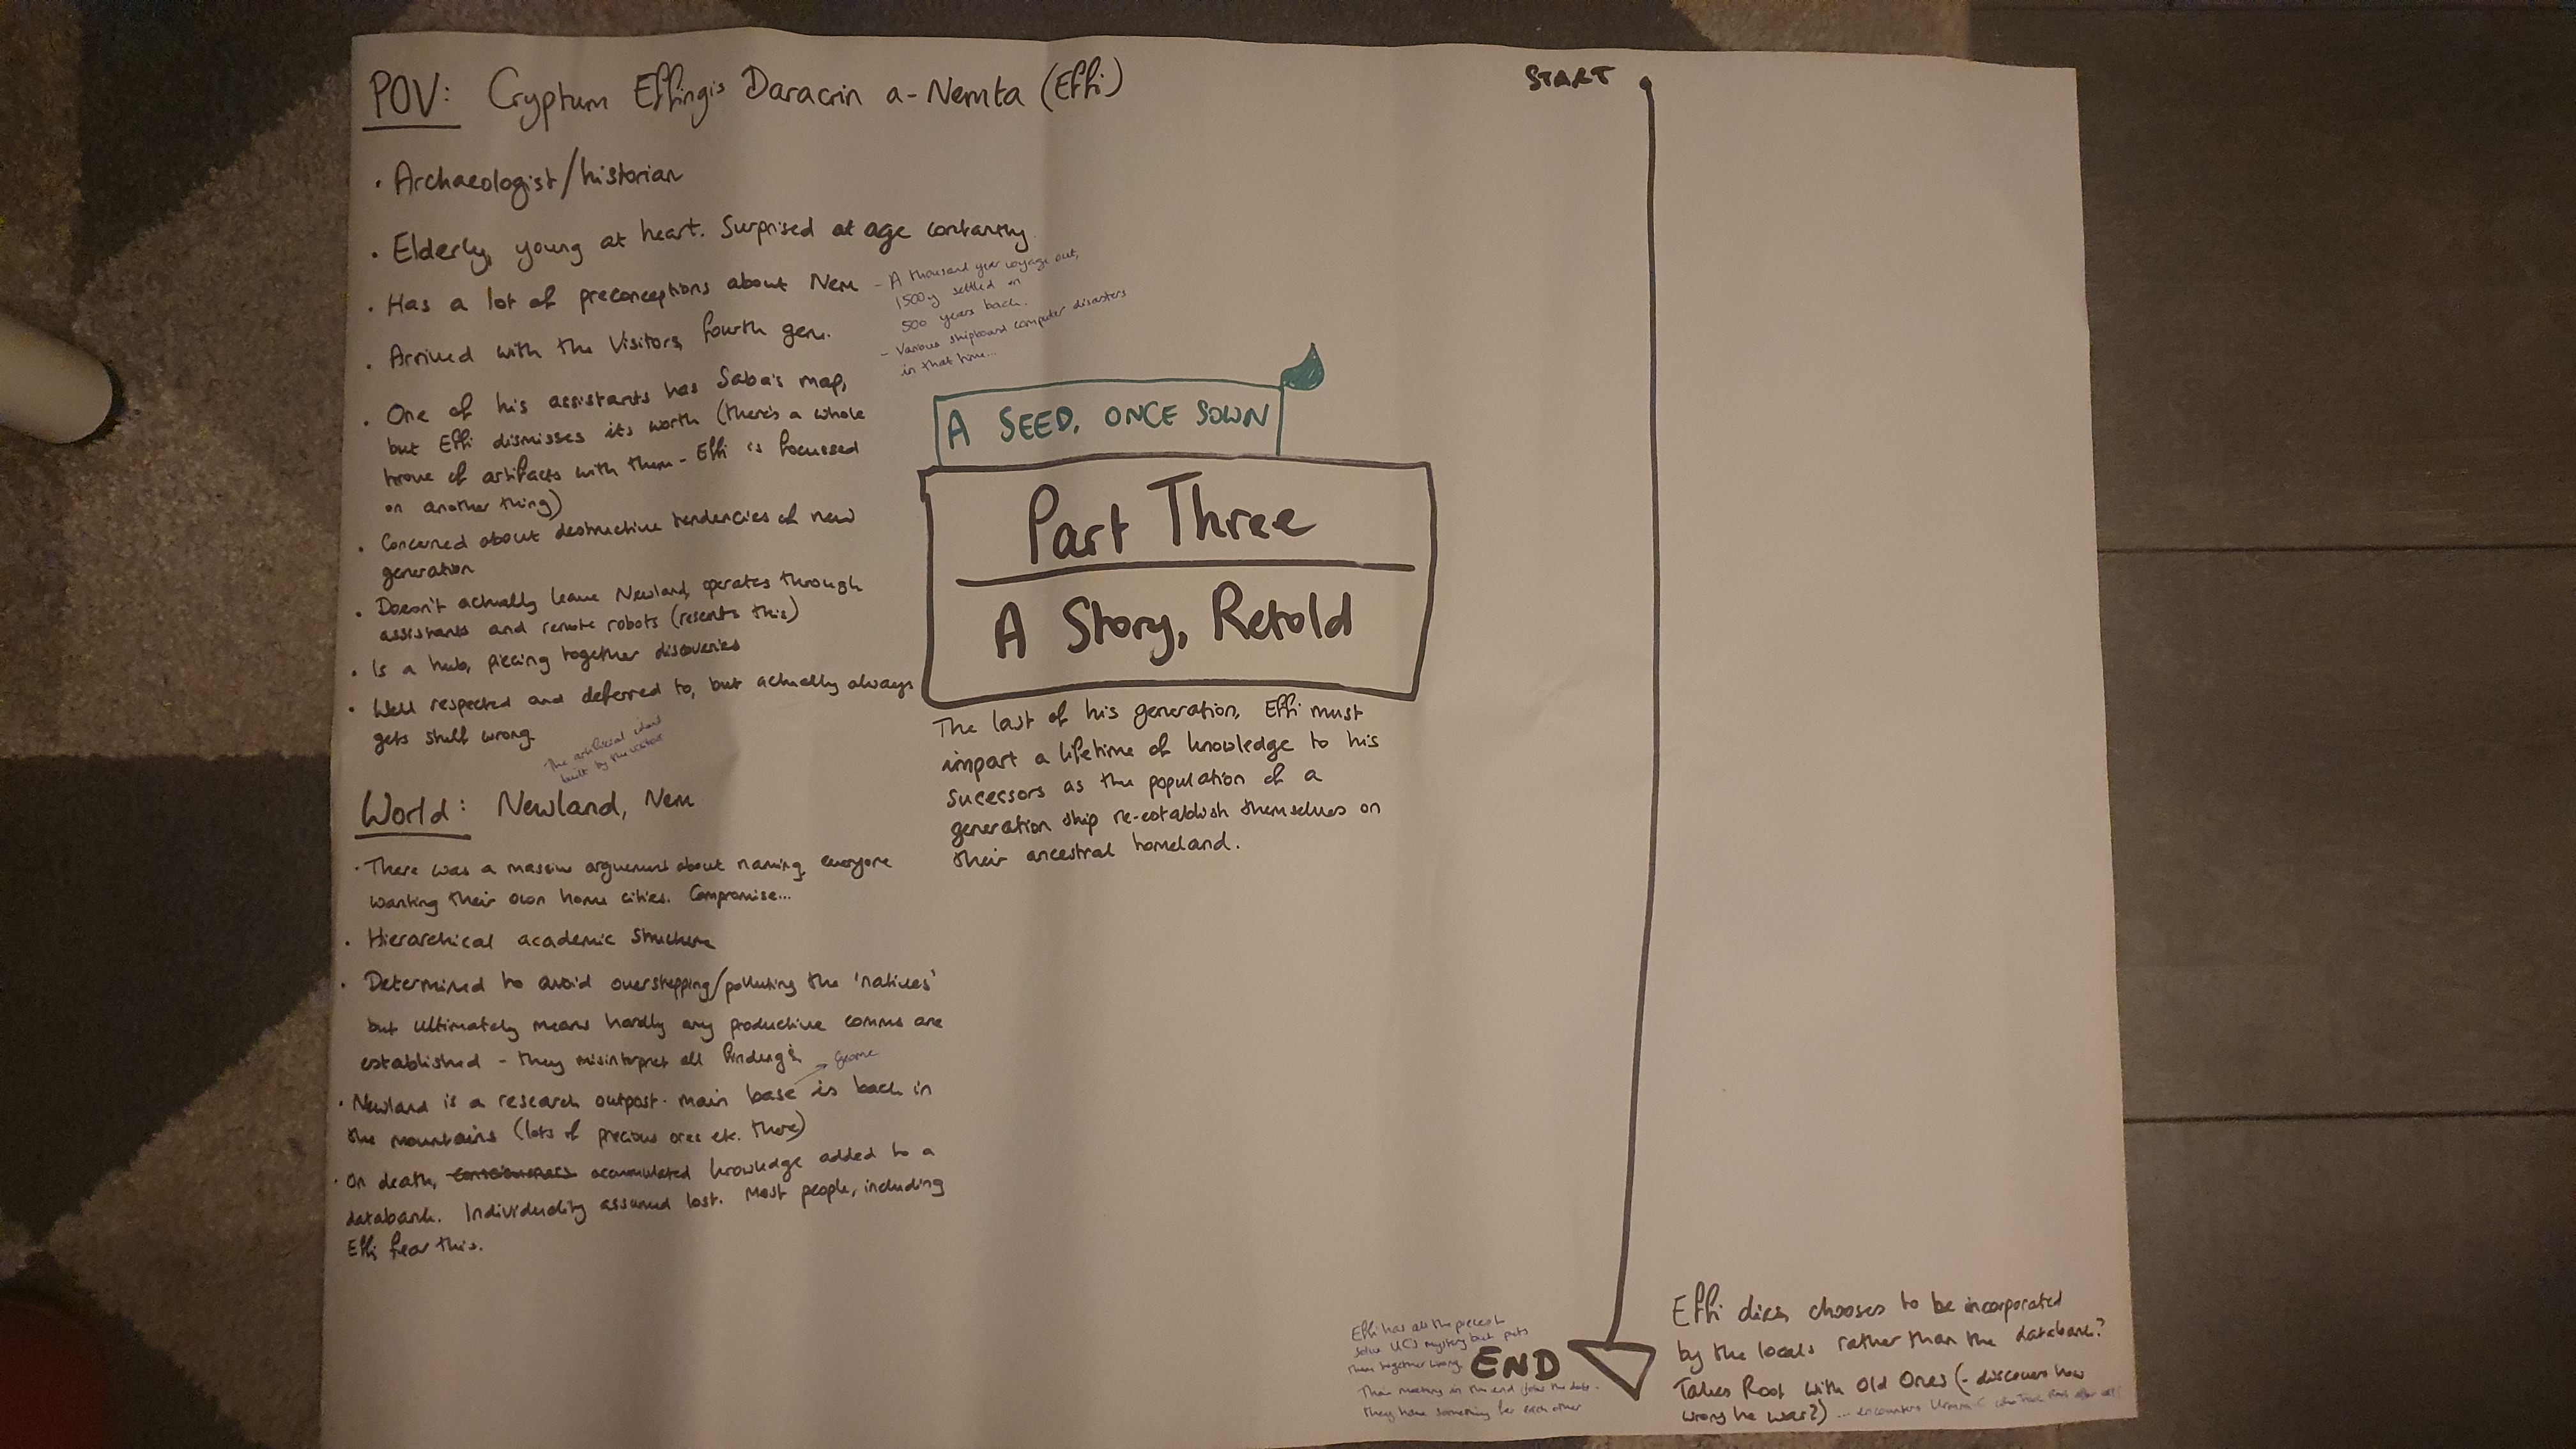 POV: Cryptum Effingis Daracrin a-Nemta (Effi)
• Archaeologist/historian
• Elderly, young at heart. Surprised at age constantly.
• Has a lot of preconceptions about Nem
- A thousand year voyage out,
1500y settled on
500 years back.
- Various shipboard computer disasters
in that time...
• Arrived with the Visitors, fourth gen.
• One of his assistants has Saba's map,
but Effi dismisses its worth (there's a whole
trove of artifacts with them - Effi is focussed
on another thing)
• Concerned about destructive tendencies of new
generation
• Doesn't actually leave Newland, operates through
assistants and remote robots (resents this)
• Is a hub, piecing together discoveries
• Well respected and deferred to, but actually always
gets stuff wrong
The artificial island
built by the visitors
World: Newland, Nem
• There was a massive arguement about naming, everyone
wanting their own home cities. Compromise...
• Hierarchical academic structure
• Determined to avoid overstepping/polluting the 'natives'
but ultimately means hardly any productive comms are
established - they misinterpret all findings
• Newland is a research outpost. main base is back in
the mountains (lots of precious ores etc. there)
• On death, consciousness accumulated knowledge added to a
databank. Individuality assumed lost. Most people, including
Effi fear this.
A SEED, ONCE SOWN
Part Three
A Story, Retold
The last of his generation, Effi must
impart a lifetime of knowledge to his
sucessors as the population of a
generation ship re-establish themselves on
their ancestral homeland.
START
END
Effi has all the pieces to
solve UCJ mystery but puts
them together wrong.
Their meeting in the end joins the dots.
They have something for each other
Effi dies, chooses to be incorporated
by the locals rather than the databank?
Takes Root with Old Ones (- discovers how
wrong he was?) ... encounters who Took Root after all